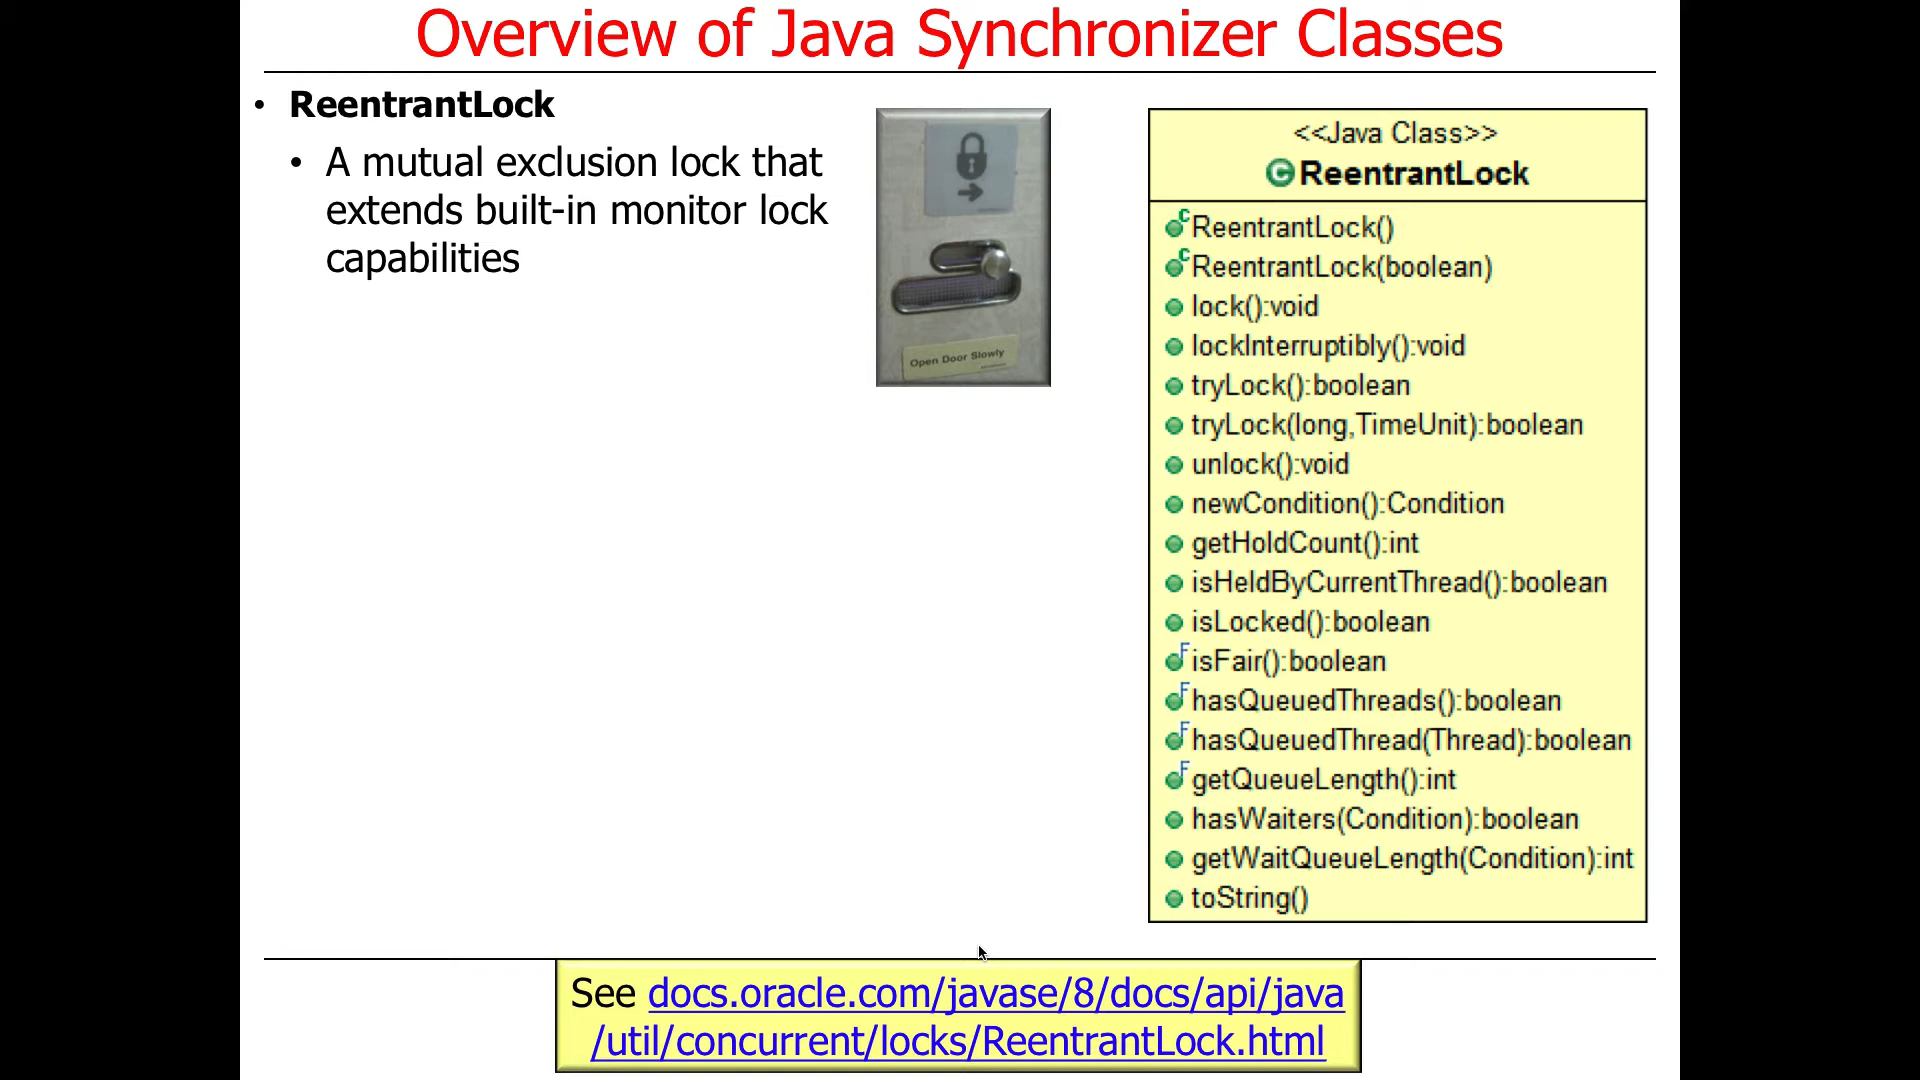 Overview of Java Synchronizer Classes
• ReentrantLock
• A mutual exclusion lock that
extends built-in monitor lock
capabilities
Open Door Slowly
<<Java Class>>
C ReentrantLock
C ReentrantLock()
C ReentrantLock(boolean)
lock():void
lockInterruptibly():void
tryLock():boolean
tryLock(long,TimeUnit):boolean
unlock():void
newCondition():Condition
getHoldCount():int
isHeldByCurrentThread():boolean
isLocked():boolean
F isFair():boolean
F hasQueuedThreads():boolean
F hasQueuedThread(Thread):boolean
F getQueueLength():int
hasWaiters(Condition):boolean
getWaitQueueLength(Condition):int
toString()
See docs.oracle.com/javase/8/docs/api/java
/util/concurrent/locks/ReentrantLock.html